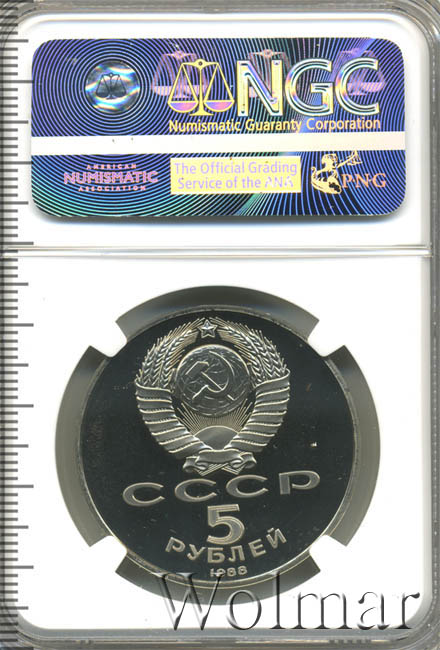 NGC
Numismatic Guaranty Corporation
AMERICAN
NUMISMATIC
ASSOCIATION
The Official Grading
Service of the PNG
P·N·G
СССР
5
РУБЛЕЙ
1988
Wolmar